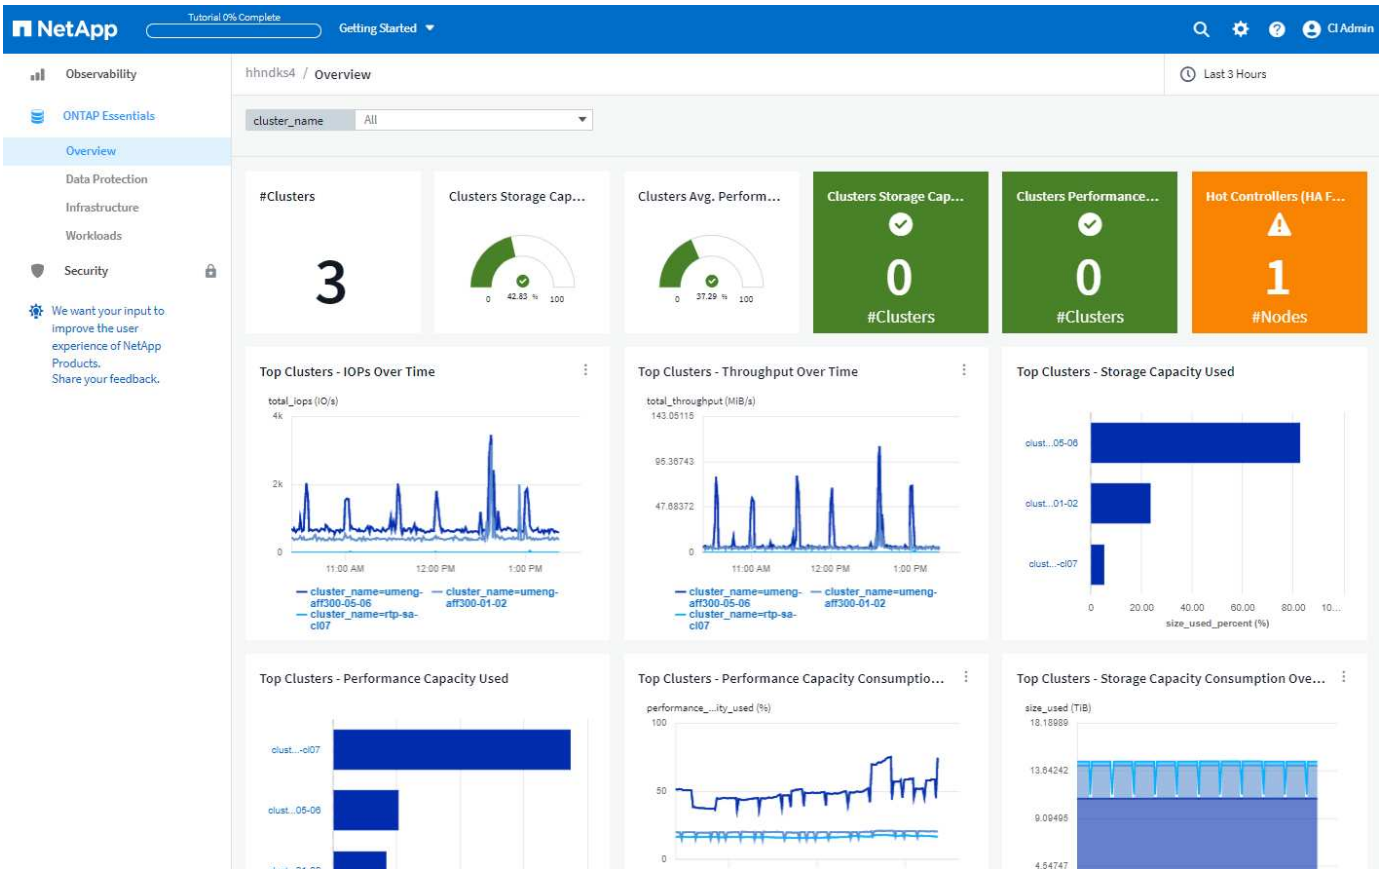 NetApp
Tutorial 0% Complete
Getting Started
CI Admin
Observability
ONTAP Essentials
Overview
Data Protection
Infrastructure
Workloads
Security
We want your input to
improve the user
experience of NetApp
Products.
Share your feedback.
hhndks4 / Overview
Last 3 Hours
cluster_name
All
#Clusters
3
Clusters Storage Cap...
0
42.83 %
100
Clusters Avg. Perform...
0
37.29 %
100
Clusters Storage Cap...
0
#Clusters
Clusters Performance...
0
#Clusters
Hot Controllers (HA F...
1
#Nodes
Top Clusters - IOPs Over Time
total_iops (IO/s)
4k
2k
0
11:00 AM
12:00 PM
1:00 PM
cluster_name=umeng-
aff300-05-06
cluster_name=umeng-
aff300-01-02
cluster_name=rtp-sa-
cl07
Top Clusters - Throughput Over Time
total_throughput (MiB/s)
143.05115
95.36743
47.68372
0
11:00 AM
12:00 PM
1:00 PM
cluster_name=umeng-
aff300-05-06
cluster_name=umeng-
aff300-01-02
cluster_name=rtp-sa-
cl07
Top Clusters - Storage Capacity Used
clust...05-06
clust...01-02
clust...-cl07
0
20.00
40.00
60.00
80.00
10...
size_used_percent (%)
Top Clusters - Performance Capacity Used
clust...-cl07
clust...05-06
Top Clusters - Performance Capacity Consumptio...
performance_...ity_used (%)
100
50
0
Top Clusters - Storage Capacity Consumption Ove...
size_used (TiB)
18.18989
13.64242
9.09495
4.54747